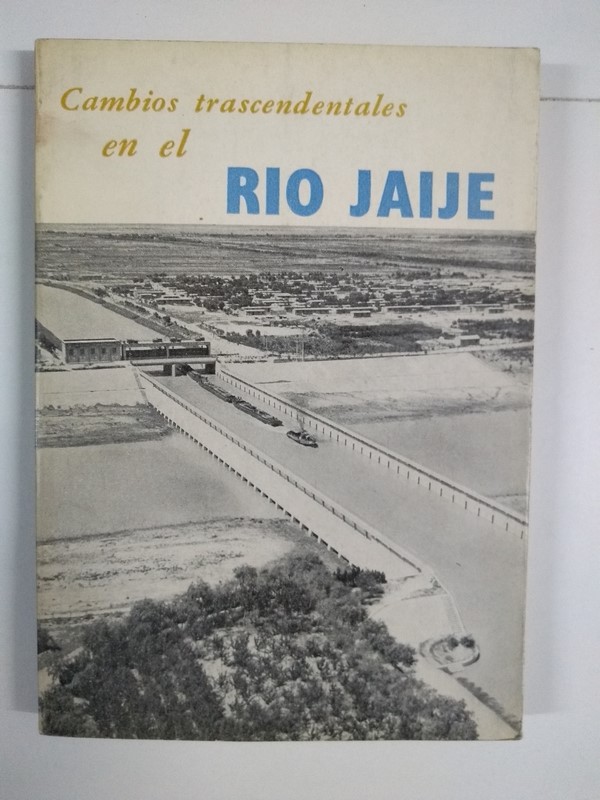 Cambios trascendentales
en el
RIO JAIJE